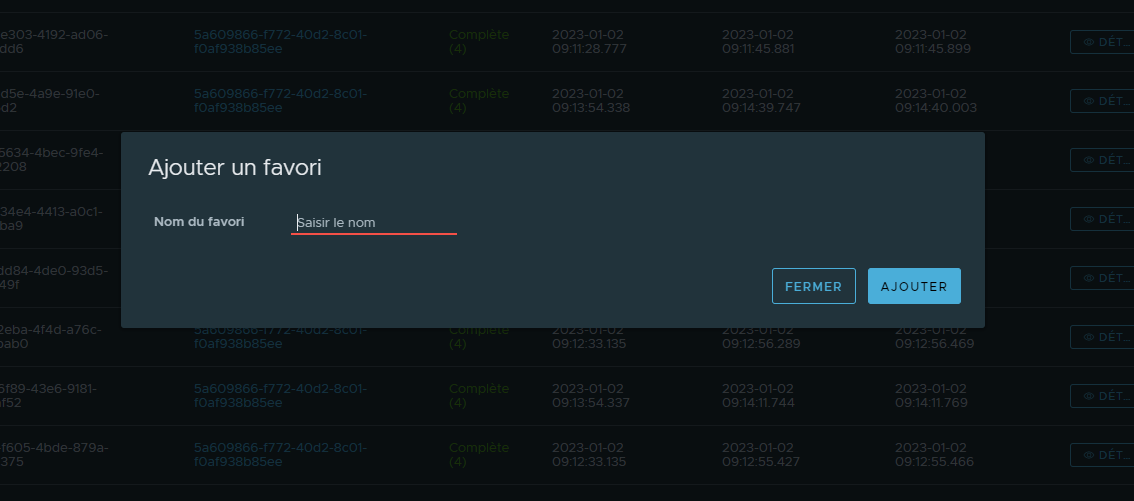 e303-4192-ad06- 5a609866-f772-40d2-8c01- Complète 2023-01-02 2023-01-02 2023-01-02
dd6 f0af938b85ee (4) 09:11:28.777 09:11:45.881 09:11:45.899 DÉT...
d5e-4a9e-91e0- 5a609866-f772-40d2-8c01- Complète 2023-01-02 2023-01-02 2023-01-02
d2 f0af938b85ee (4) 09:13:54.338 09:14:39.747 09:14:40.003 DÉT...
Ajouter un favori
5634-4bec-9fe4-
2208 DÉT...
34e4-4413-a0c1-
ba9 DÉT...
Nom du favori Saisir le nom
dd84-4de0-93d5-
49f DÉT...
FERMER AJOUTER
2eba-4f4d-a76c- 5a609866-f772-40d2-8c01- Complète 2023-01-02 2023-01-02 2023-01-02
bab0 f0af938b85ee (4) 09:12:33.135 09:12:56.289 09:12:56.469 DÉT...
5f89-43e6-9181- 5a609866-f772-40d2-8c01- Complète 2023-01-02 2023-01-02 2023-01-02
af52 f0af938b85ee (4) 09:13:54.337 09:14:11.744 09:14:11.769 DÉT...
f605-4bde-879a- 5a609866-f772-40d2-8c01- Complète 2023-01-02 2023-01-02 2023-01-02
375 f0af938b85ee (4) 09:12:33.135 09:12:55.427 09:12:55.466 DÉT...